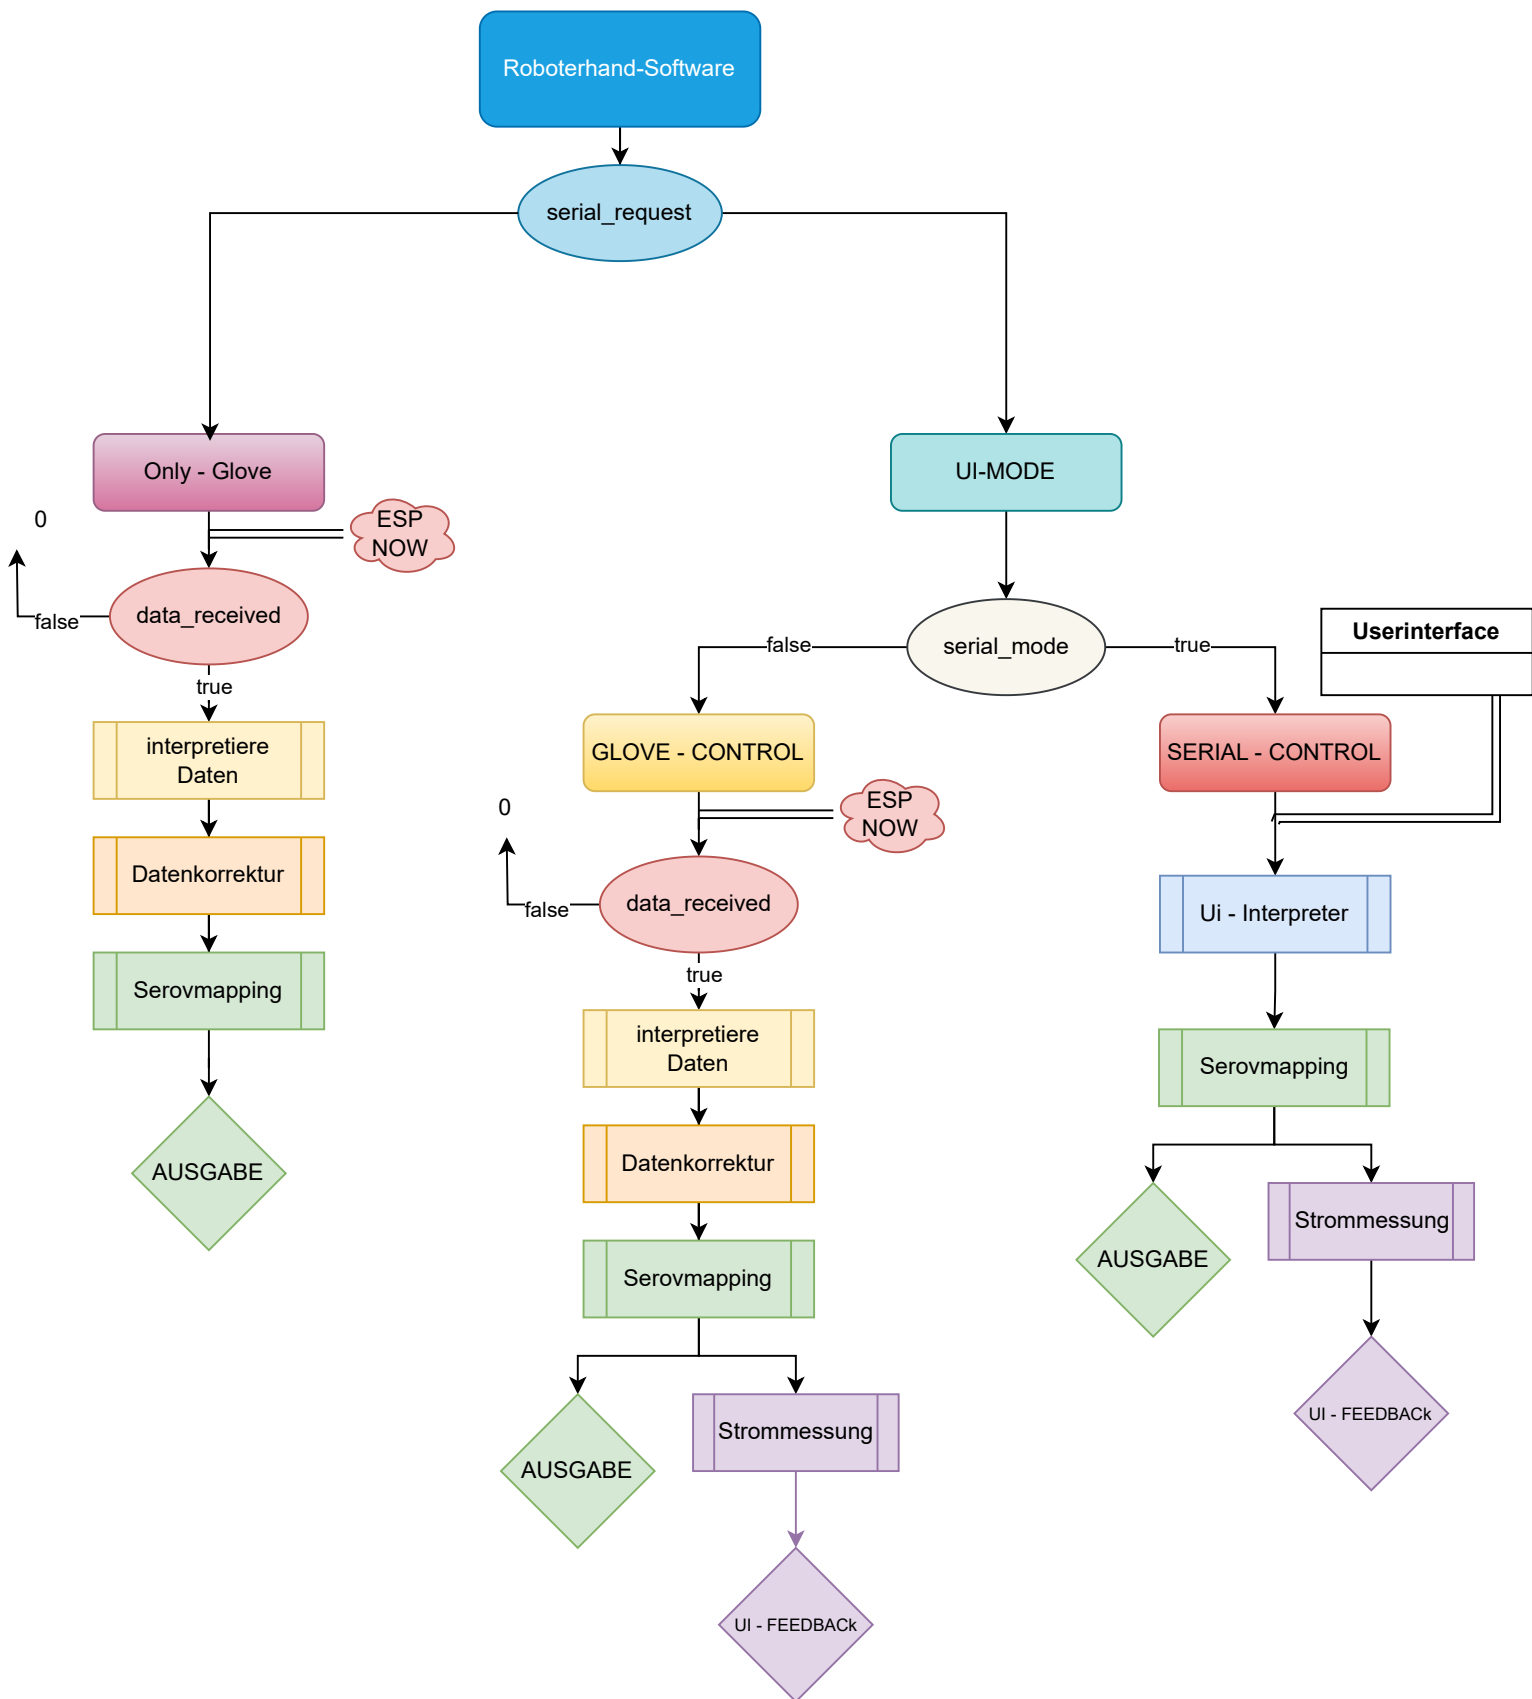 Roboterhand-Software
serial_request
Only - Glove
UI-MODE
0
ESP
NOW
false
data_received
true
interpretiere
Daten
Datenkorrektur
Serovmapping
AUSGABE
serial_mode
false
true
Userinterface
GLOVE - CONTROL
SERIAL - CONTROL
0
ESP
NOW
false
data_received
true
interpretiere
Daten
Datenkorrektur
Serovmapping
AUSGABE
Strommessung
UI - FEEDBACk
Ui - Interpreter
Serovmapping
AUSGABE
Strommessung
UI - FEEDBACk